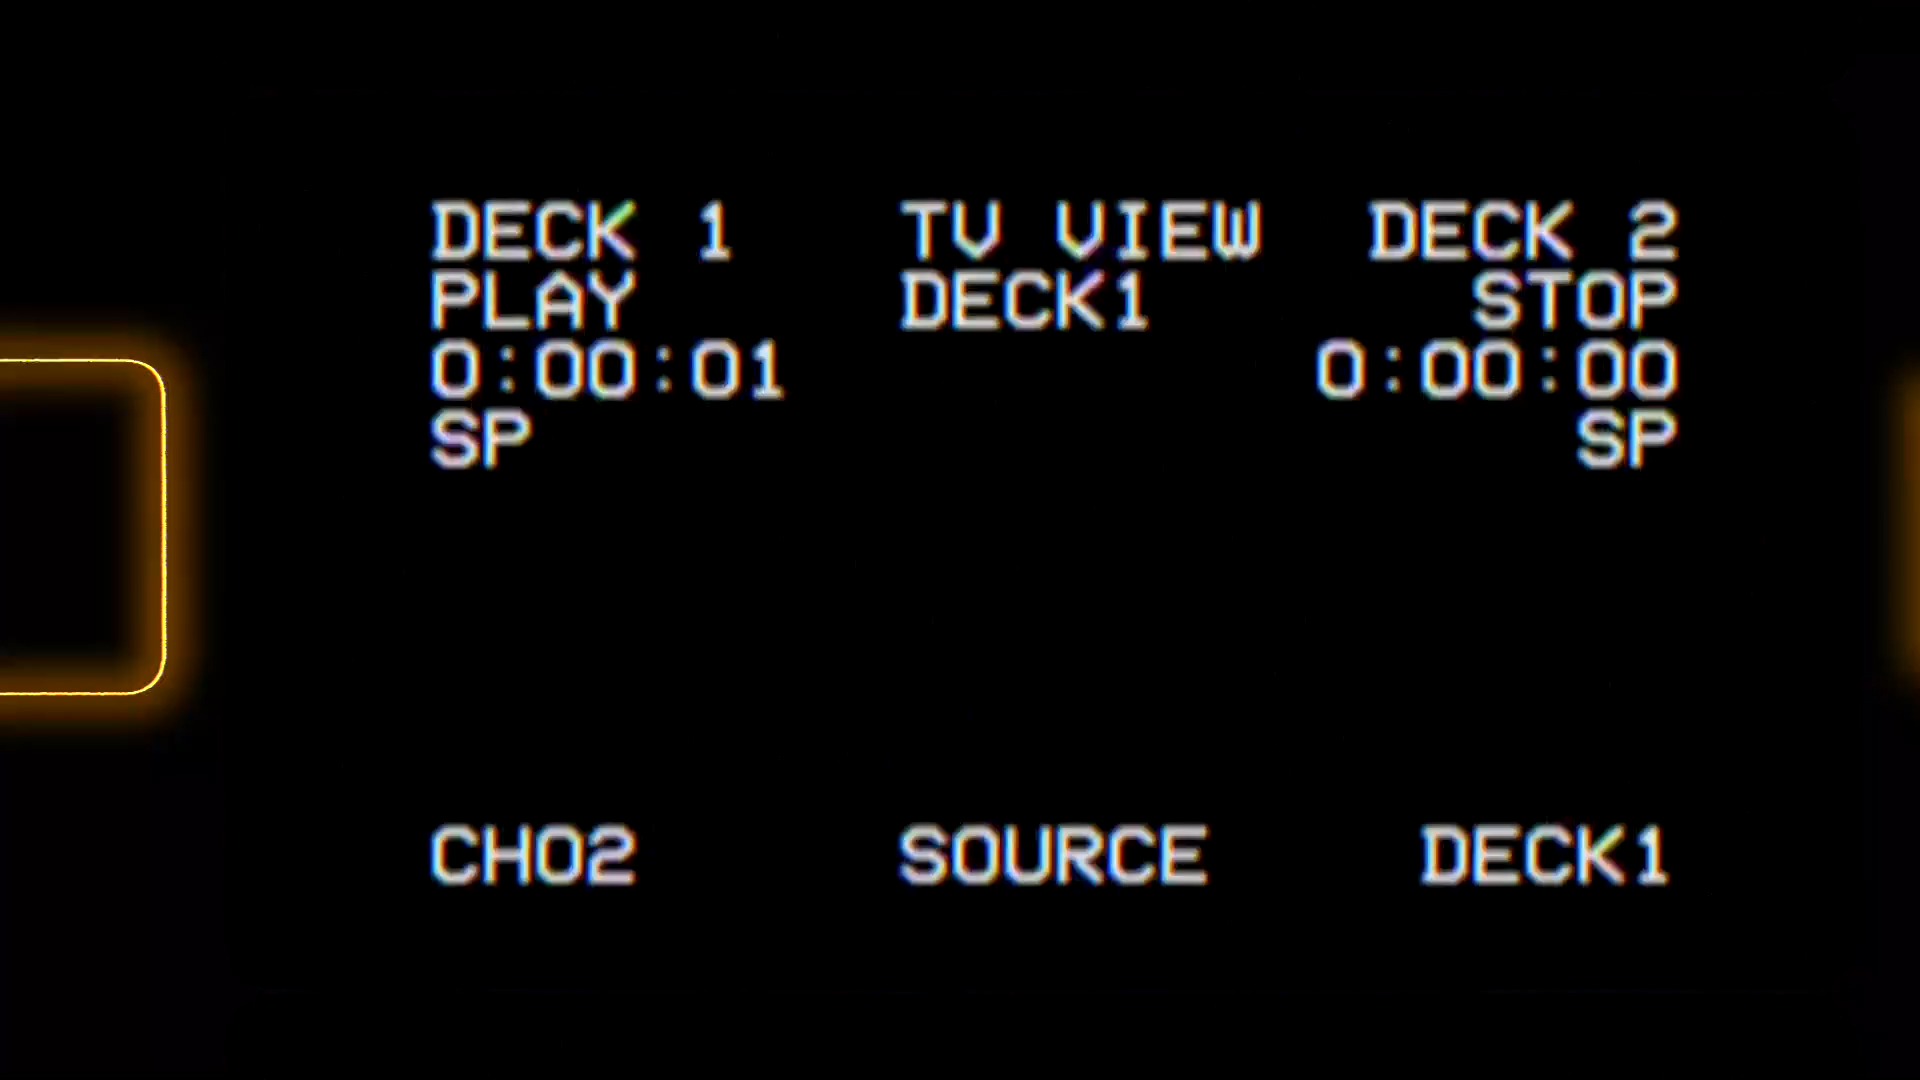 DECK 1 TV VIEW DECK 2
PLAY DECK1 STOP
0:00:01 0:00:00
SP SP
CH02 SOURCE DECK1